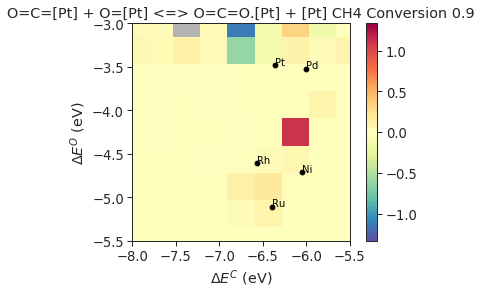 O=C=[Pt] + O=[Pt] <=> O=C=O.[Pt] + [Pt] CH4 Conversion 0.9
−3.0
−3.5
−4.0
−4.5
−5.0
−5.5
ΔE^O (eV)
Pt
Pd
Rh
Ni
Ru
−8.0 −7.5 −7.0 −6.5 −6.0 −5.5
ΔE^C (eV)
1.0
0.5
0.0
−0.5
−1.0